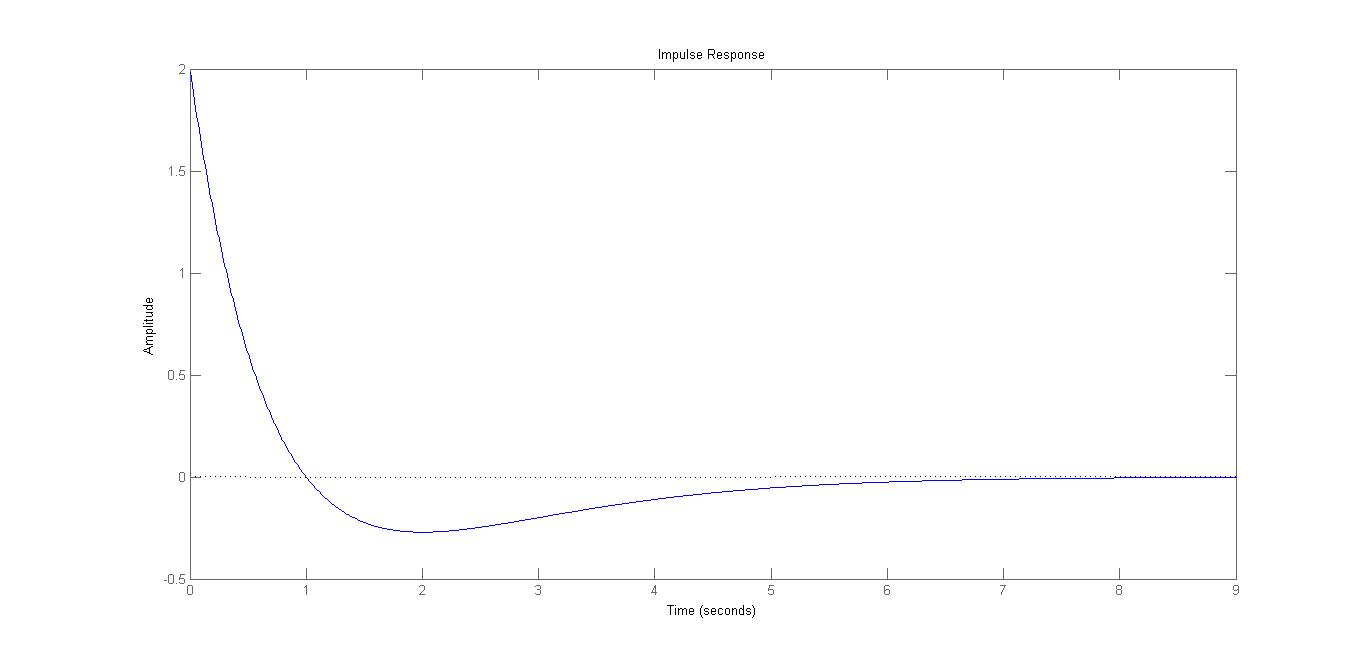 Impulse Response
2
1.5
1
0.5
0
-0.5
Amplitude
0 1 2 3 4 5 6 7 8 9
Time (seconds)